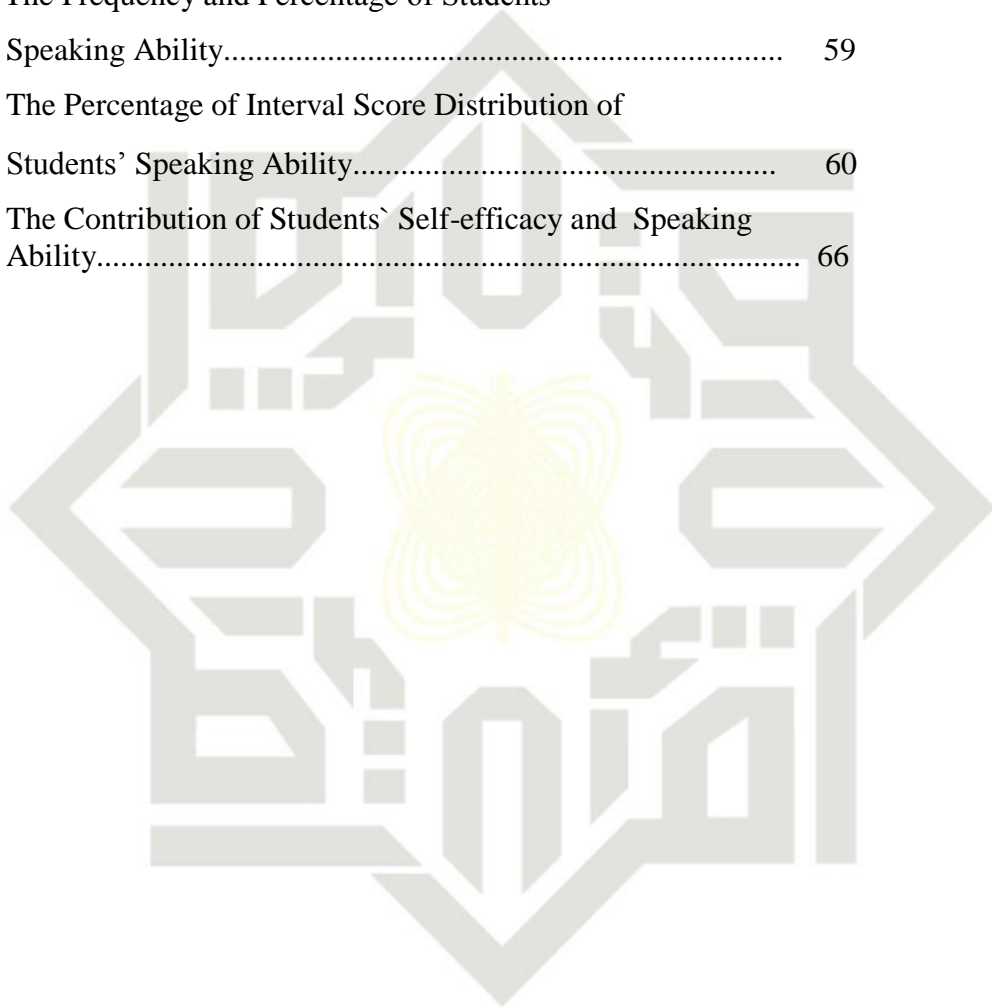 The Frequency and Percentage of Students
Speaking Ability...................................................................... 59
The Percentage of Interval Score Distribution of
Students’ Speaking Ability..................................................... 60
The Contribution of Students` Self-efficacy and  Speaking
Ability........................................................................................ 66